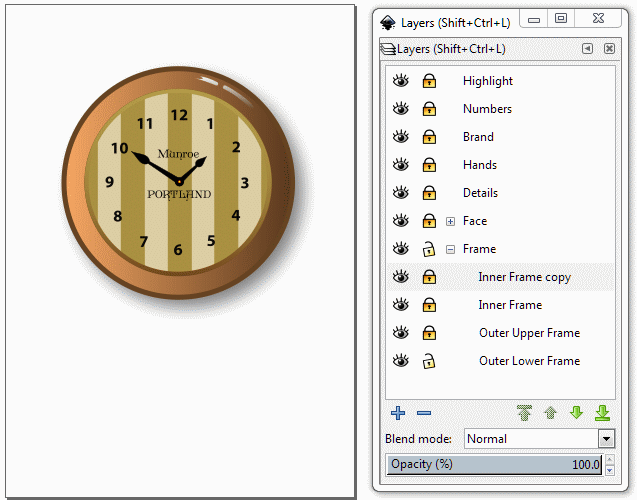 12
11 1
Munroe
10 2
9 3
PORTLAND
8 4
7 5
6
Layers (Shift+Ctrl+L)
Layers (Shift+Ctrl+L)
Highlight
Numbers
Brand
Hands
Details
Face
Frame
Inner Frame copy
Inner Frame
Outer Upper Frame
Outer Lower Frame
Blend mode: Normal
Opacity (%) 100.0